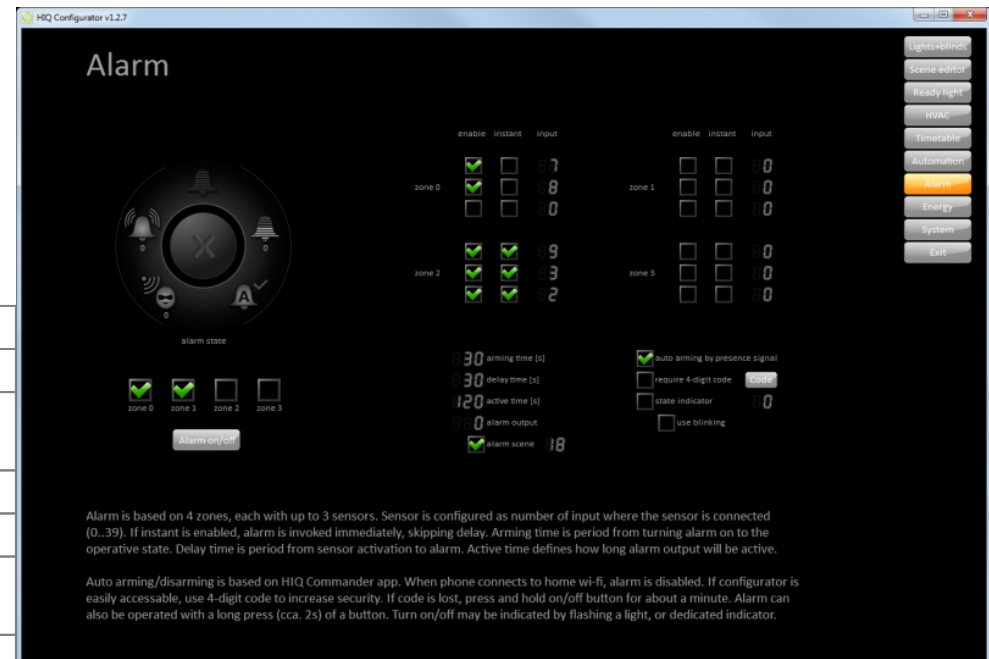 HIQ Configurator v1.2.7
Alarm
Lights+blinds
Scene editor
Ready light
HVAC
Timetable
Automation
Alarm
Energy
System
Exit
enable instant input
zone 0
7
8
0
enable instant input
zone 1
0
0
0
zone 2
9
3
2
zone 3
0
0
0
0
0
0
A
alarm state
zone 0 zone 1 zone 2 zone 3
Alarm on/off
30 arming time [s]
30 delay time [s]
120 active time [s]
0 alarm output
alarm scene 18
auto arming by presence signal
require 4-digit code Code
state indicator 0
use blinking
Alarm is based on 4 zones, each with up to 3 sensors. Sensor is configured as number of input where the sensor is connected
(0..39). If instant is enabled, alarm is invoked immediately, skipping delay. Arming time is period from turning alarm on to the
operative state. Delay time is period from sensor activation to alarm. Active time defines how long alarm output will be active.
Auto arming/disarming is based on HIQ Commander app. When phone connects to home wi-fi, alarm is disabled. If configurator is
easily accessable, use 4-digit code to increase security. If code is lost, press and hold on/off button for about a minute. Alarm can
also be operated with a long press (cca. 2s) of a button. Turn on/off may be indicated by flashing a light, or dedicated indicator.